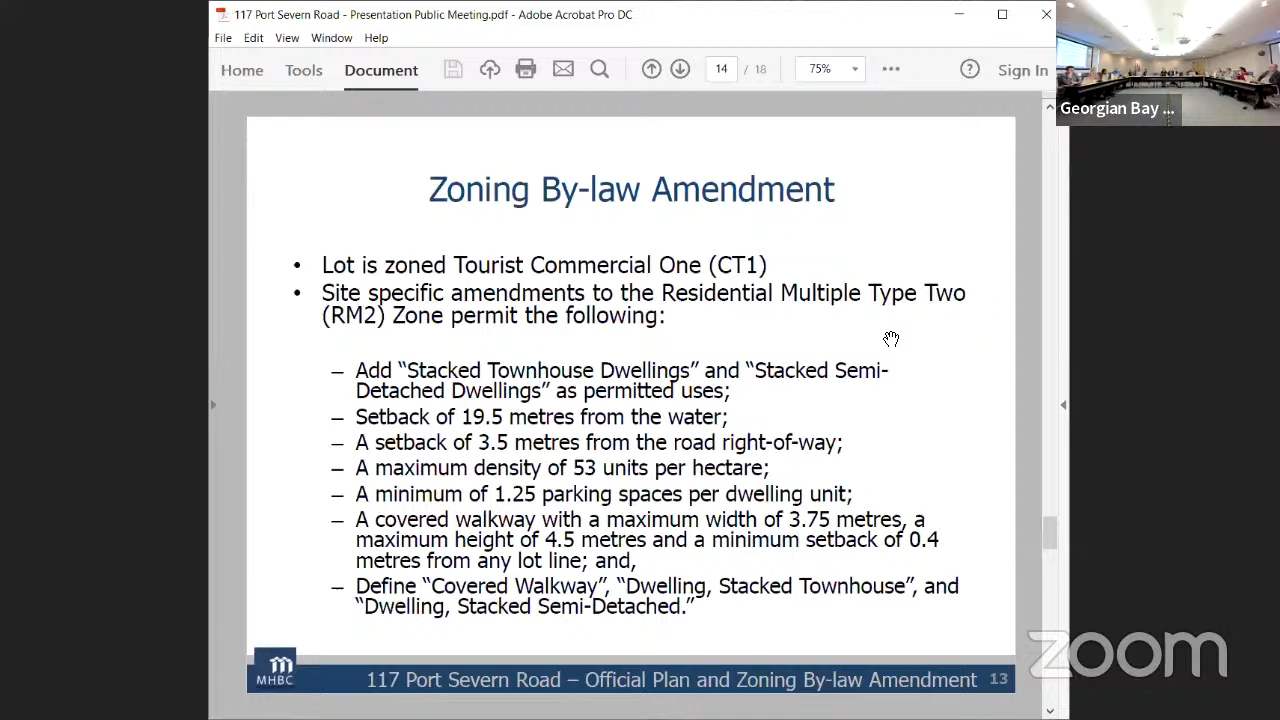 117 Port Severn Road - Presentation Public Meeting.pdf - Adobe Acrobat Pro DC
File Edit View Window Help
Home Tools Document 14 / 18 75% Sign In
Georgian Bay ...
Zoning By-law Amendment
• Lot is zoned Tourist Commercial One (CT1)
• Site specific amendments to the Residential Multiple Type Two
(RM2) Zone permit the following:
– Add “Stacked Townhouse Dwellings” and “Stacked Semi-
Detached Dwellings” as permitted uses;
– Setback of 19.5 metres from the water;
– A setback of 3.5 metres from the road right-of-way;
– A maximum density of 53 units per hectare;
– A minimum of 1.25 parking spaces per dwelling unit;
– A covered walkway with a maximum width of 3.75 metres, a
maximum height of 4.5 metres and a minimum setback of 0.4
metres from any lot line; and,
– Define “Covered Walkway”, “Dwelling, Stacked Townhouse”, and
“Dwelling, Stacked Semi-Detached.”
MHBC
117 Port Severn Road – Official Plan and Zoning By-law Amendment 13
zoom